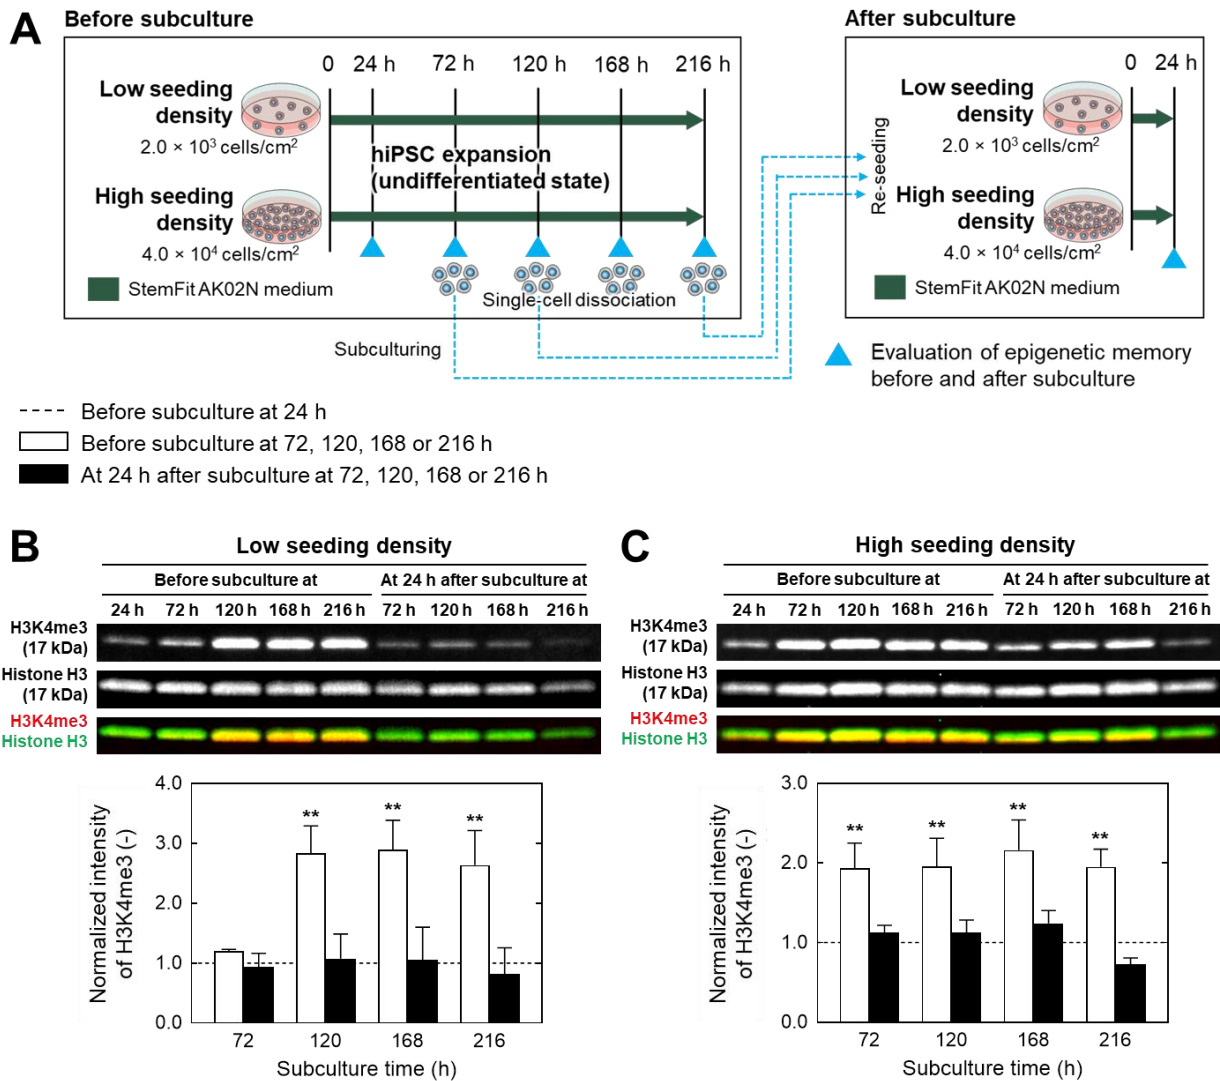 A
Before subculture
0 24 h 72 h 120 h 168 h 216 h
Low seeding
density
2.0 × 10³ cells/cm²
hiPSC expansion
(undifferentiated state)
High seeding
density
4.0 × 10⁴ cells/cm²
StemFit AK02N medium
Single-cell dissociation
Subculturing
Re-seeding
After subculture
0 24 h
Low seeding
density
2.0 × 10³ cells/cm²
High seeding
density
4.0 × 10⁴ cells/cm²
StemFit AK02N medium
Evaluation of epigenetic memory
before and after subculture
Before subculture at 24 h
Before subculture at 72, 120, 168 or 216 h
At 24 h after subculture at 72, 120, 168 or 216 h
B
Low seeding density
Before subculture at At 24 h after subculture at
24 h 72 h 120 h 168 h 216 h 72 h 120 h 168 h 216 h
H3K4me3
(17 kDa)
Histone H3
(17 kDa)
H3K4me3
Histone H3
Normalized intensity
of H3K4me3 (-)
4.0
3.0
2.0
1.0
0.0
** ** **
72 120 168 216
Subculture time (h)
C
High seeding density
Before subculture at At 24 h after subculture at
24 h 72 h 120 h 168 h 216 h 72 h 120 h 168 h 216 h
H3K4me3
(17 kDa)
Histone H3
(17 kDa)
H3K4me3
Histone H3
Normalized intensity
of H3K4me3 (-)
3.0
2.0
1.0
0.0
** ** ** **
72 120 168 216
Subculture time (h)